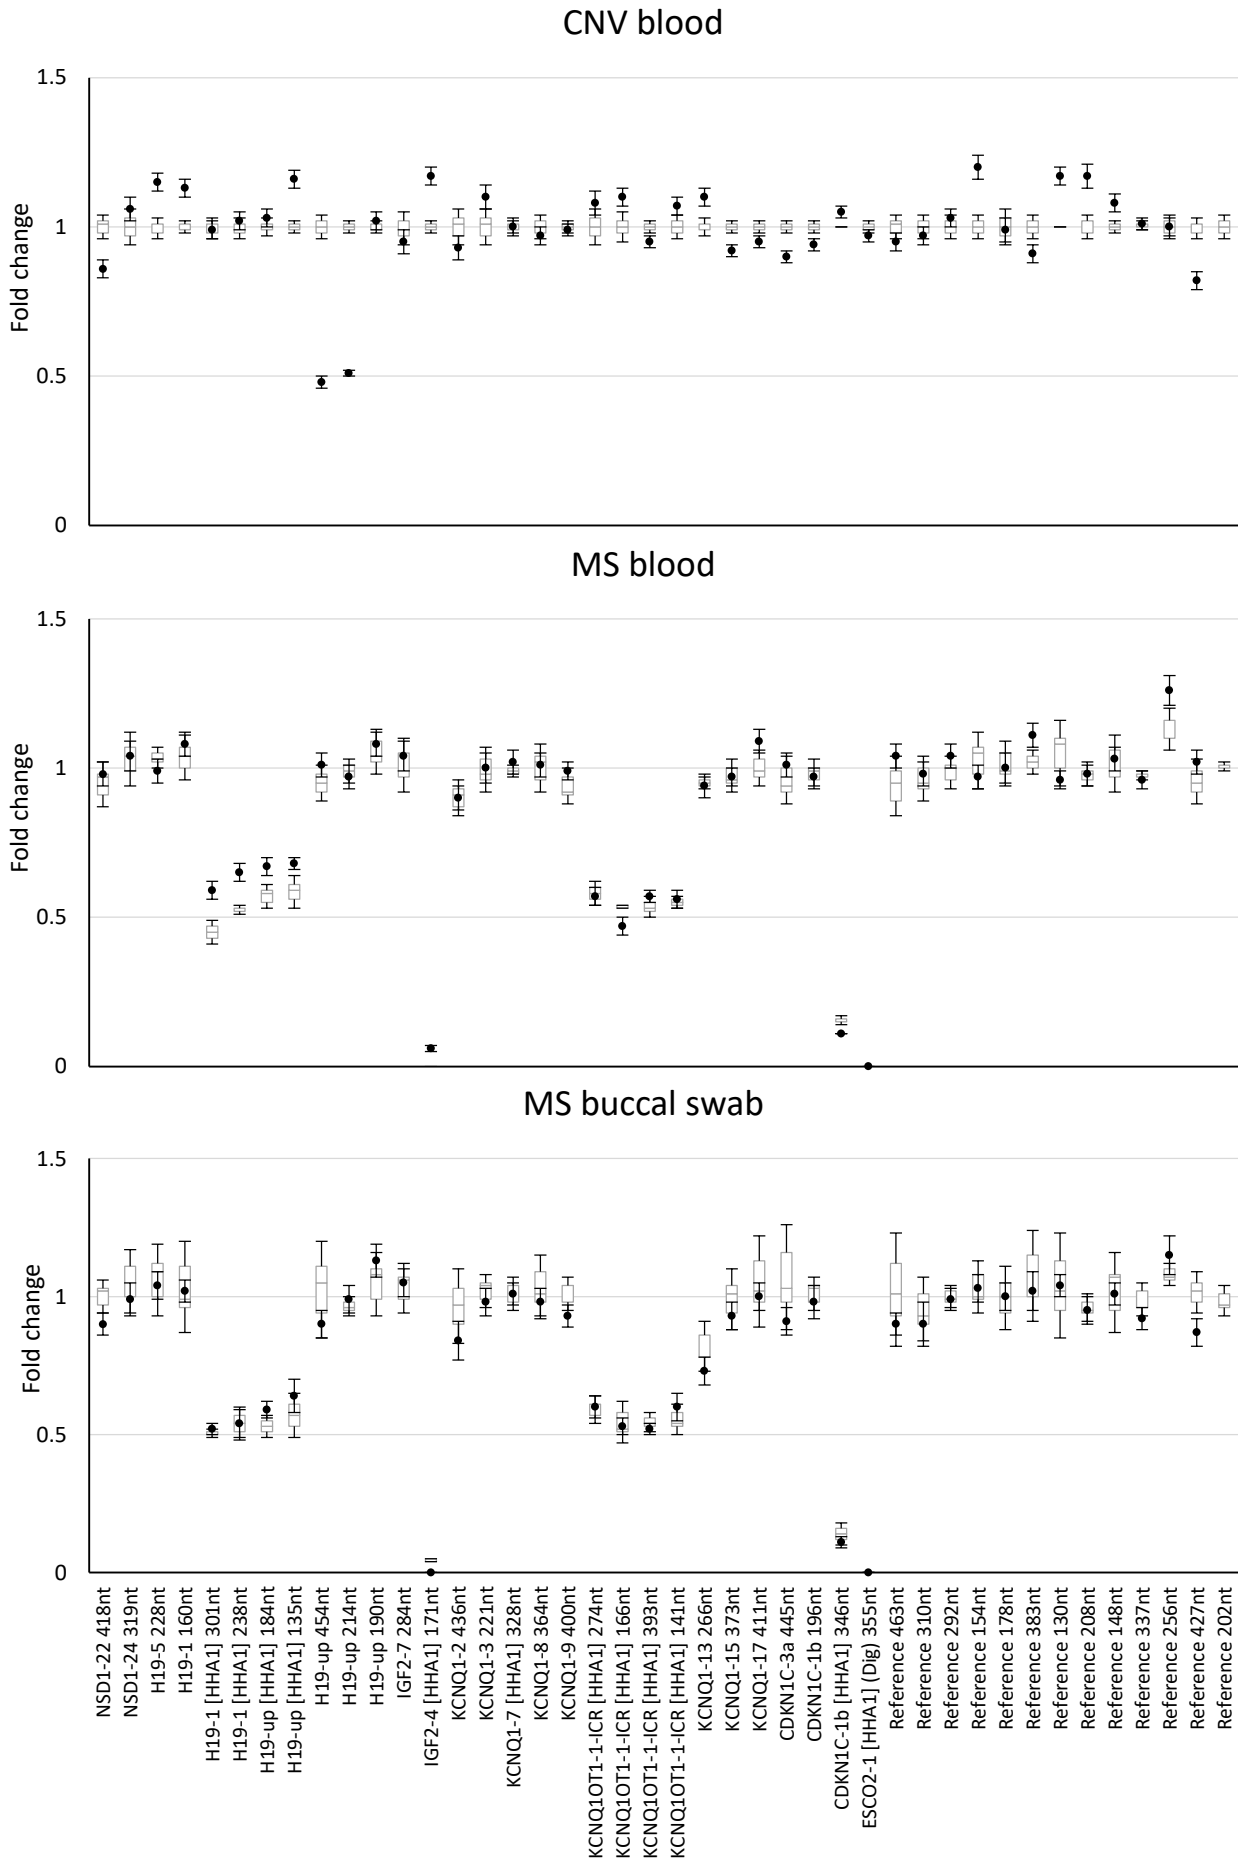 CNV blood
1.5
1
0.5
0
Fold change
MS blood
1.5
1
0.5
0
Fold change
MS buccal swab
1.5
1
0.5
0
Fold change
NSD1-22 418nt
NSD1-24 319nt
H19-5 228nt
H19-1 160nt
H19-1 [HHA1] 301nt
H19-1 [HHA1] 238nt
H19-up [HHA1] 184nt
H19-up [HHA1] 135nt
H19-up 454nt
H19-up 214nt
H19-up 190nt
IGF2-7 284nt
IGF2-4 [HHA1] 171nt
KCNQ1-2 436nt
KCNQ1-3 321nt
KCNQ1-7 [HHA1] 328nt
KCNQ1-8 364nt
KCNQ1-9 400nt
KCNQ1OT1-1-ICR [HHA1] 274nt
KCNQ1OT1-1-ICR [HHA1] 166nt
KCNQ1OT1-1-ICR [HHA1] 393nt
KCNQ1OT1-1-ICR [HHA1] 141nt
KCNQ1-13 266nt
KCNQ1-15 373nt
KCNQ1-17 411nt
CDKN1C-3a 445nt
CDKN1C-1b 196nt
CDKN1C-1b [HHA1] 346nt
ESCO2-1 [HHA1] (Dig) 355nt
Reference 463nt
Reference 310nt
Reference 292nt
Reference 154nt
Reference 178nt
Reference 383nt
Reference 130nt
Reference 208nt
Reference 148nt
Reference 337nt
Reference 256nt
Reference 427nt
Reference 202nt